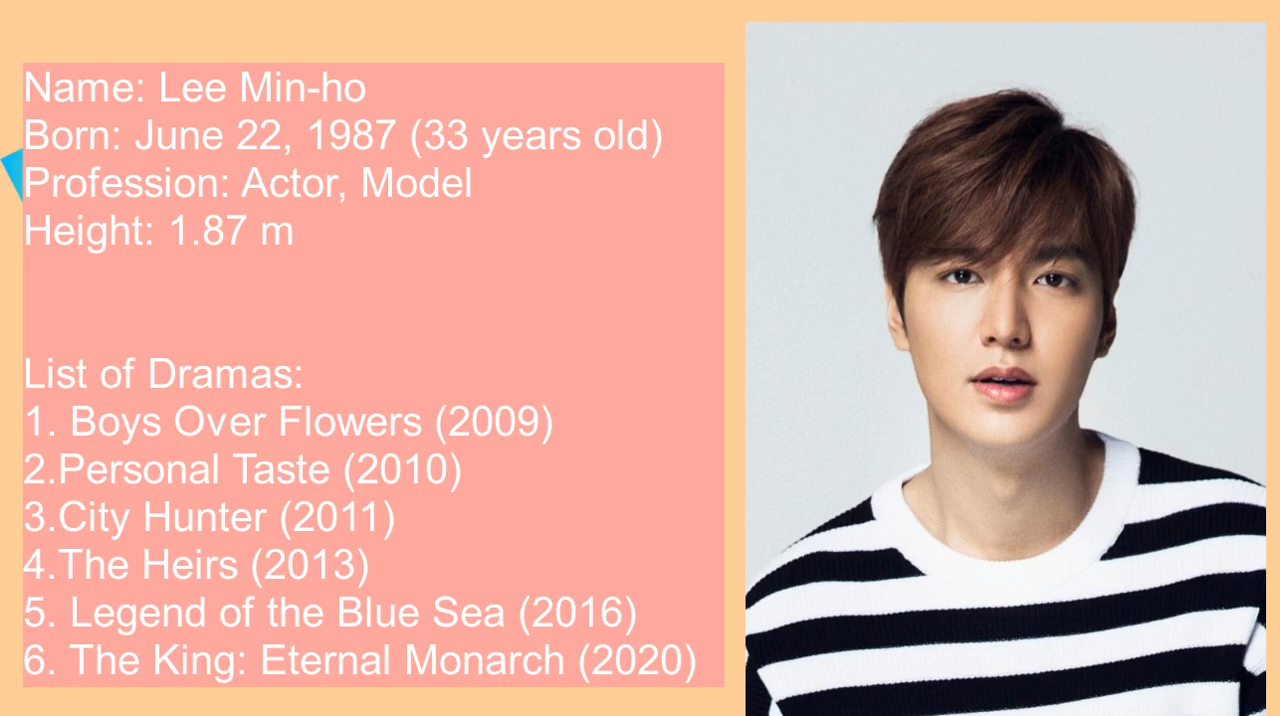 Name: Lee Min-ho
Born: June 22, 1987 (33 years old)
Profession: Actor, Model
Height: 1.87 m
List of Dramas:
1. Boys Over Flowers (2009)
2.Personal Taste (2010)
3.City Hunter (2011)
4.The Heirs (2013)
5. Legend of the Blue Sea (2016)
6. The King: Eternal Monarch (2020)